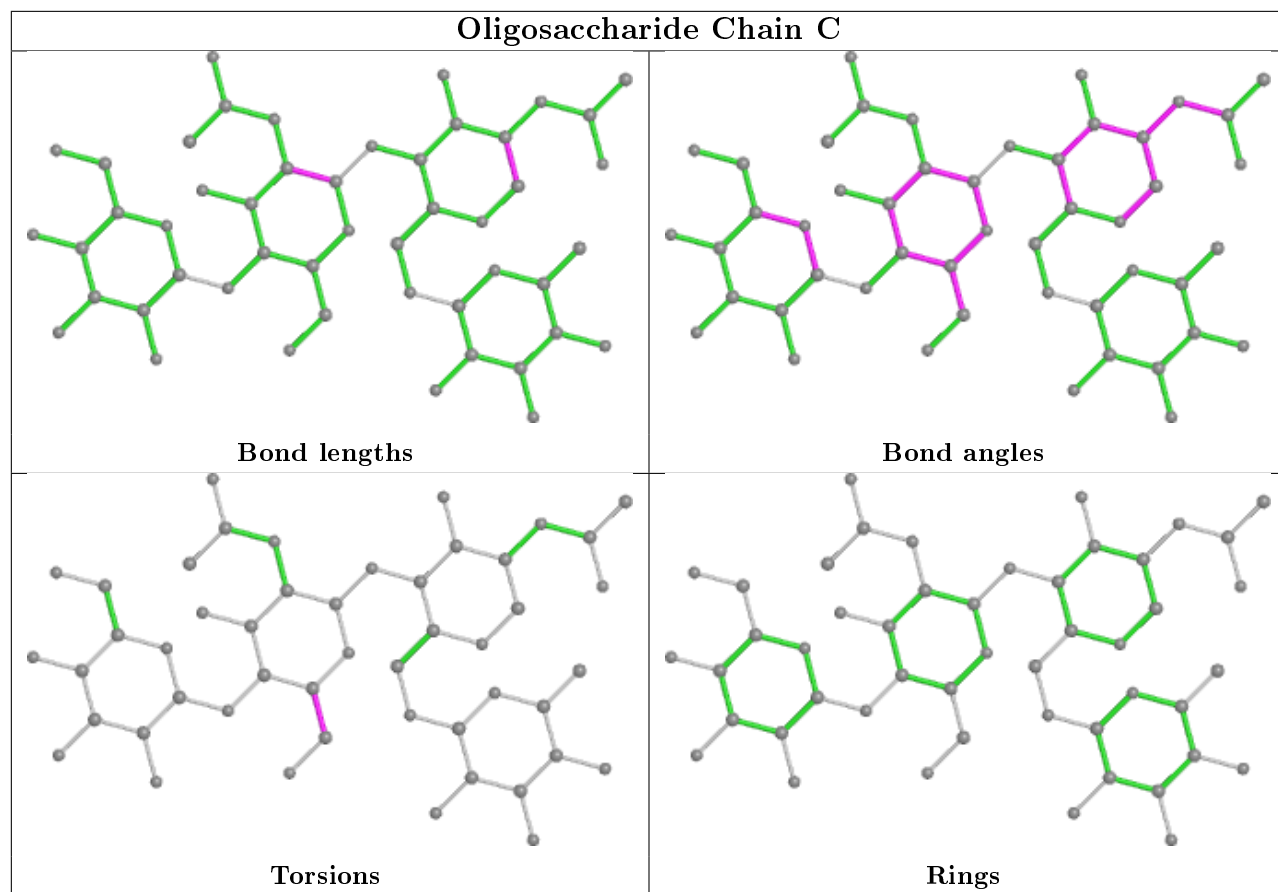 Oligosaccharide Chain C
Bond lengths
Bond angles
Torsions
Rings